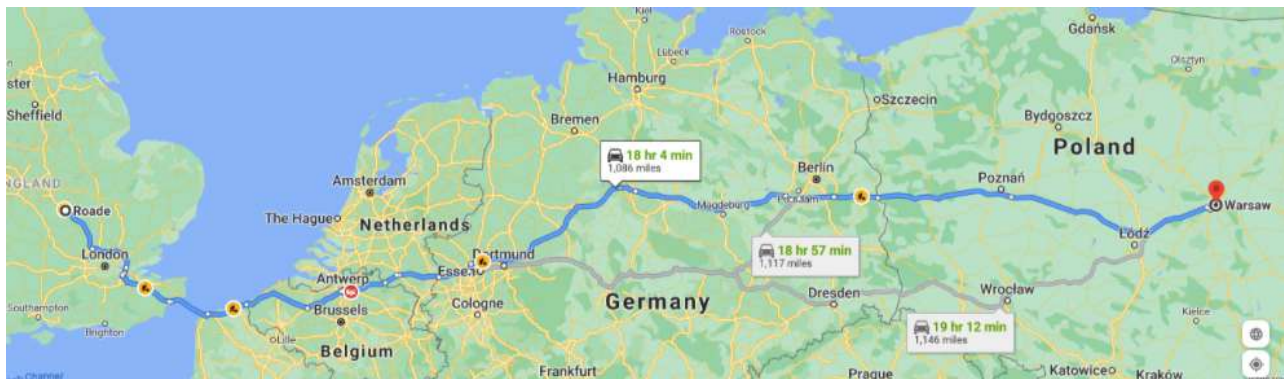 Kiel
Rostock
Gdańsk
Lübeck
Olsztyn
ster
Hamburg
Szczecin
Sheffield
Bremen
Bydgoszcz
Poland
18 hr 4 min
1,086 miles
Berlin
NGLAND
Amsterdam
Poznań
Roade
Warsaw
Magdeburg
The Hague
Netherlands
London
Łódź
18 hr 57 min
1,117 miles
Dortmund
Antwerp
Essen
Dresden
Wrocław
Cologne
Germany
Southampton
Brussels
Kielce
Brighton
19 hr 12 min
1,146 miles
Lille
Belgium
Channel
Frankfurt
Prague
Katowice
Kraków